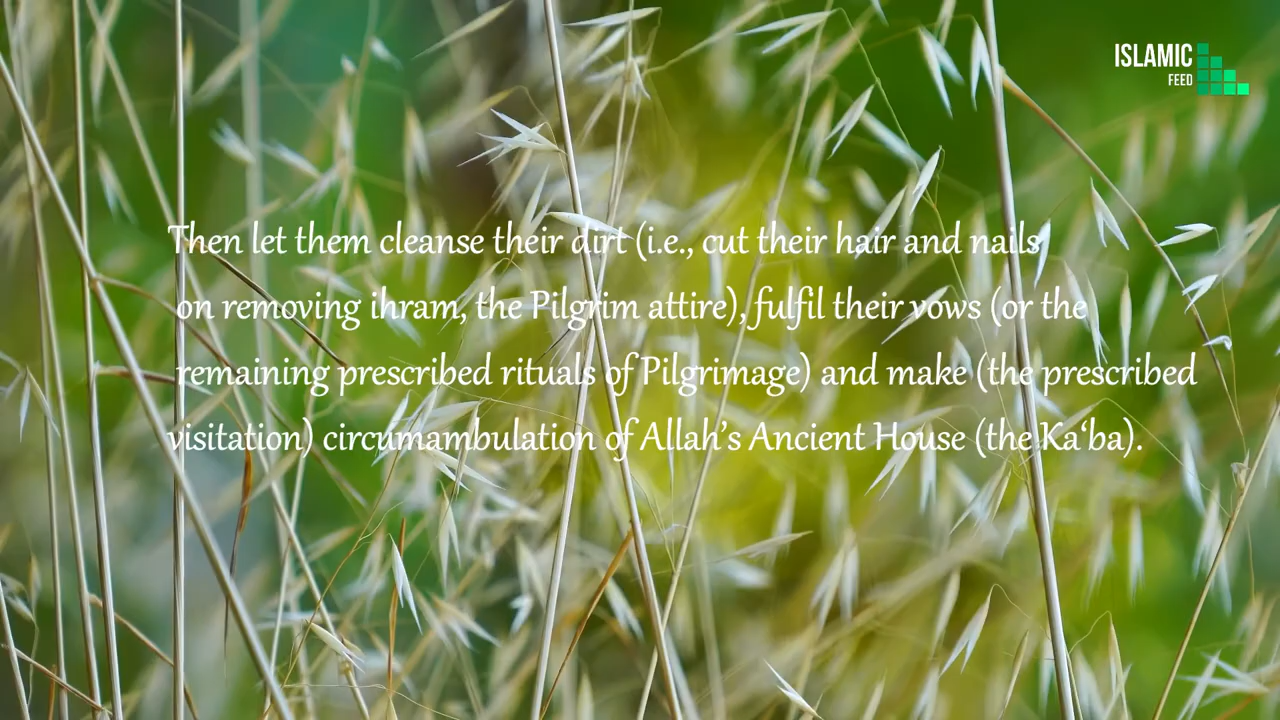 ISLAMIC
FEED
Then let them cleanse their dirt (i.e., cut their hair and nails
on removing ihram, the Pilgrim attire), fulfil their vows (or the
remaining prescribed rituals of Pilgrimage) and make (the prescribed
visitation) circumambulation of Allah’s Ancient House (the Ka‘ba).